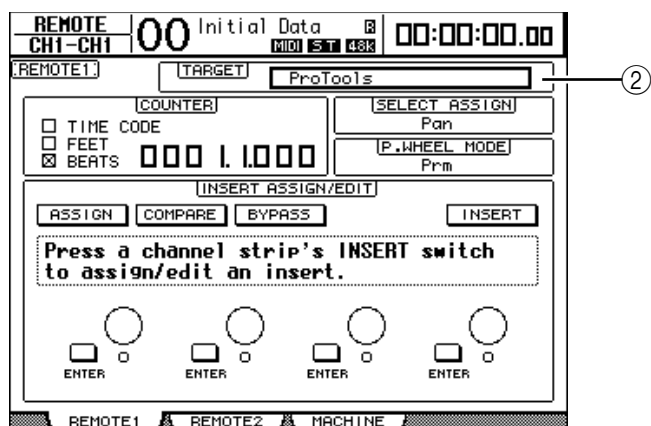 REMOTE
CH1-CH1
00 Initial Data R
MIDI ST 48K
00:00:00.00
REMOTE1
TARGET
ProTools
2
COUNTER
TIME CODE
FEET
BEATS
000 1.1.000
SELECT ASSIGN
Pan
P.WHEEL MODE
Prm
INSERT ASSIGN/EDIT
ASSIGN COMPARE BYPASS INSERT
Press a channel strip's INSERT switch
to assign/edit an insert.
ENTER ENTER ENTER ENTER
REMOTE1 REMOTE2 MACHINE